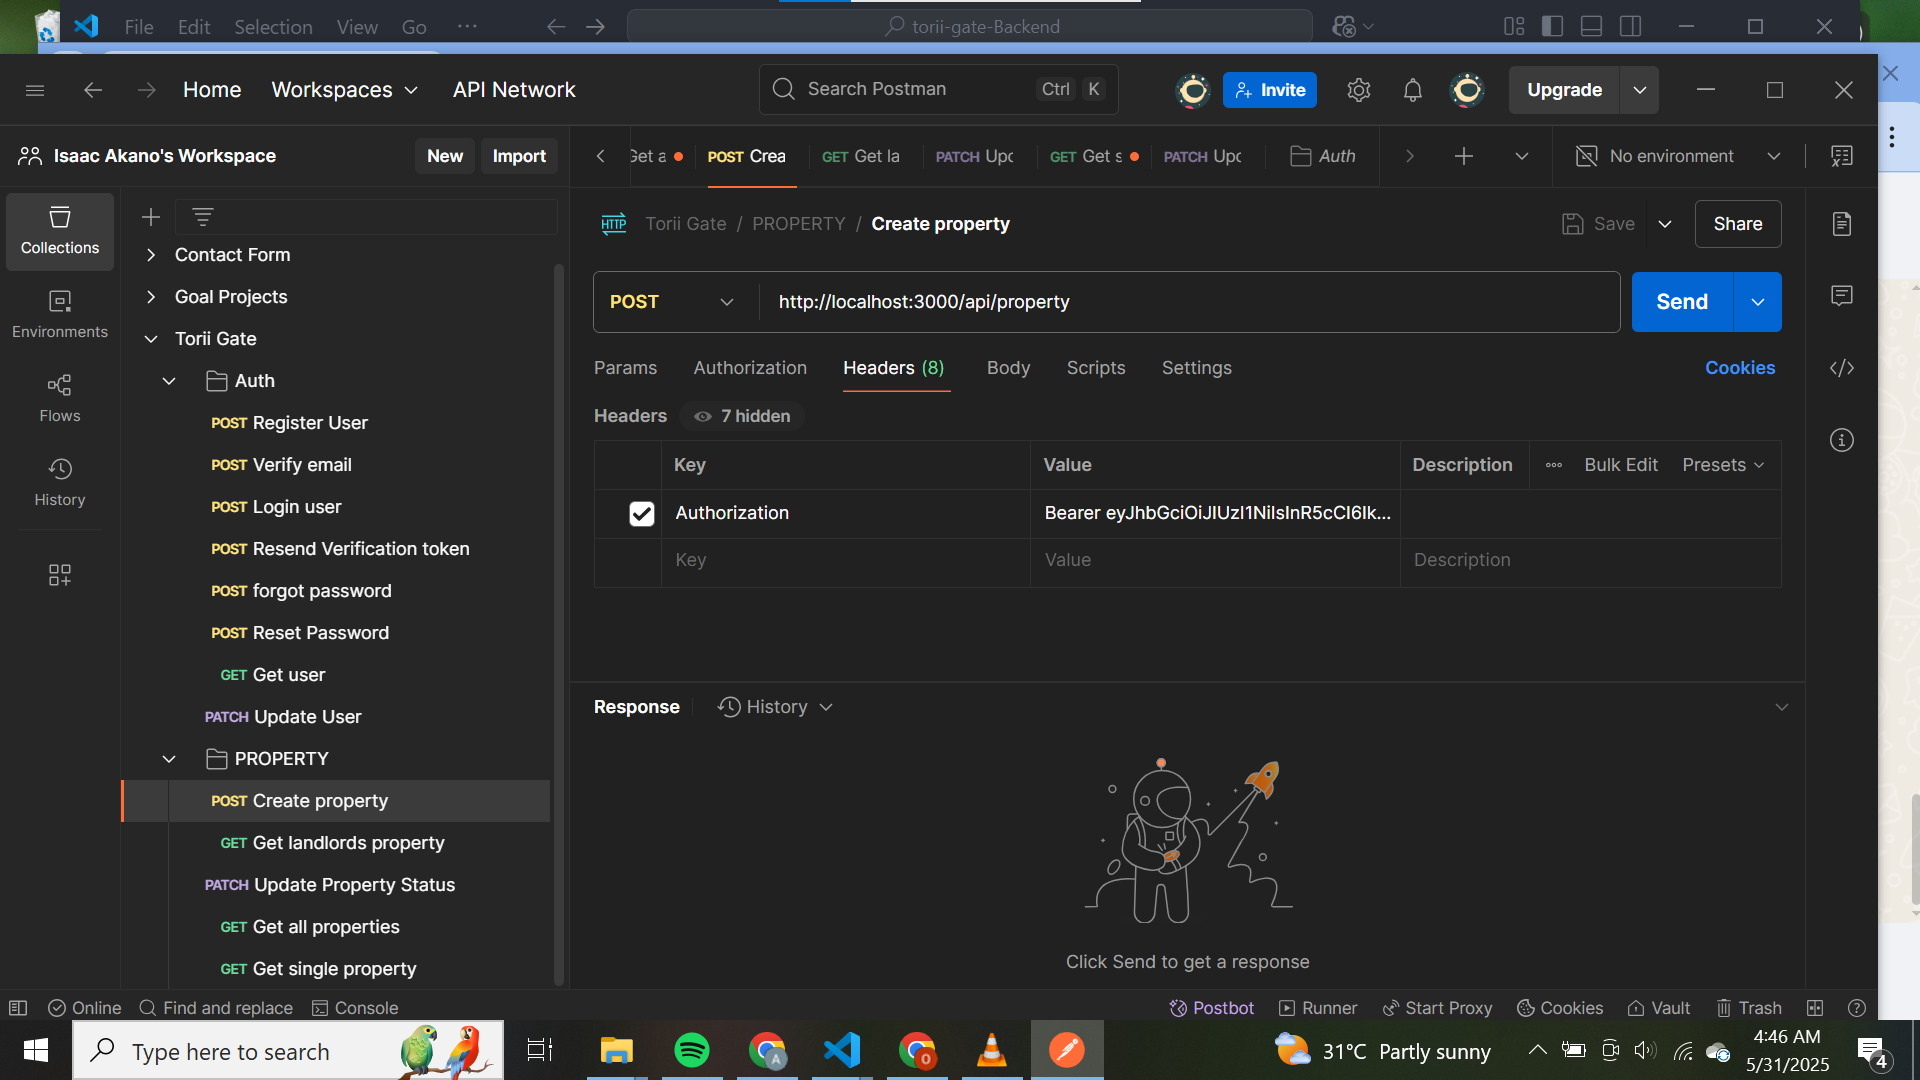 File Edit Selection View Go ··· torii-gate-Backend
Home Workspaces API Network Search Postman Ctrl K Invite Upgrade
Isaac Akano's Workspace New Import
Get a POST Crea GET Get la PATCH Upc GET Get s PATCH Upc Auth No environment
Collections
Environments
Flows
History
Contact Form
Goal Projects
Torii Gate
Auth
POST Register User
POST Verify email
POST Login user
POST Resend Verification token
POST forgot password
POST Reset Password
GET Get user
PATCH Update User
PROPERTY
POST Create property
GET Get landlords property
PATCH Update Property Status
GET Get all properties
GET Get single property
HTTP Torii Gate / PROPERTY / Create property Save Share
POST http://localhost:3000/api/property Send
Params Authorization Headers (8) Body Scripts Settings Cookies
Headers 7 hidden
Key Value Description Bulk Edit Presets
Authorization Bearer eyJhbGciOiJIUzI1NiIsInR5cCI6Ik...
Key Value Description
Response History
Click Send to get a response
Online Find and replace Console Postbot Runner Start Proxy Cookies Vault Trash
Type here to search 31°C Partly sunny 4:46 AM
5/31/2025
4